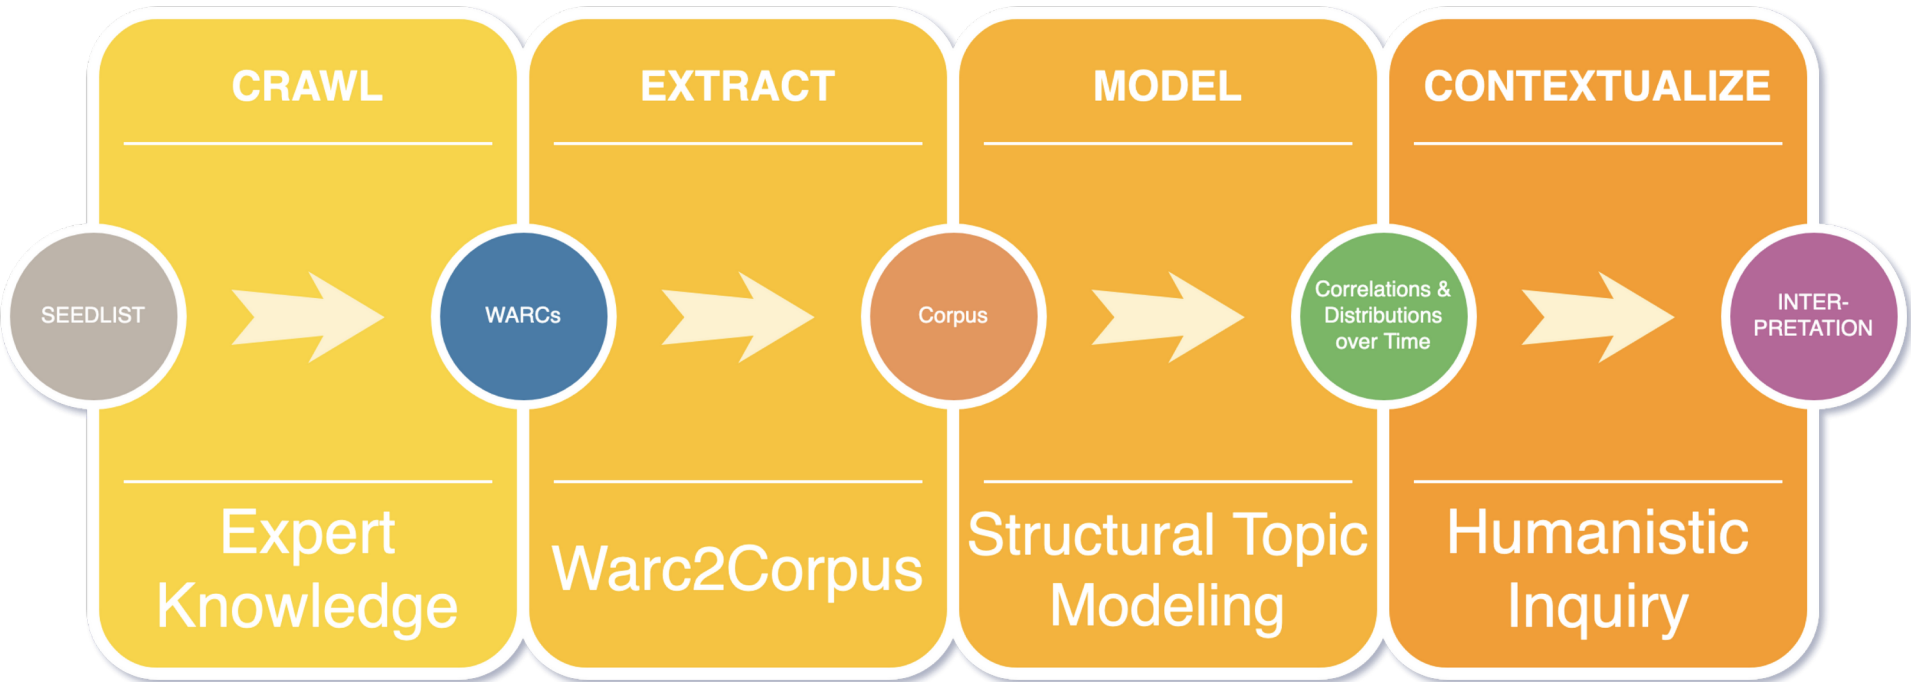 CRAWL
EXTRACT
MODEL
CONTEXTUALIZE
SEEDLIST
WARCs
Corpus
Correlations &
Distributions
over Time
INTER-
PRETATION
Expert
Knowledge
Warc2Corpus
Structural Topic
Modeling
Humanistic
Inquiry